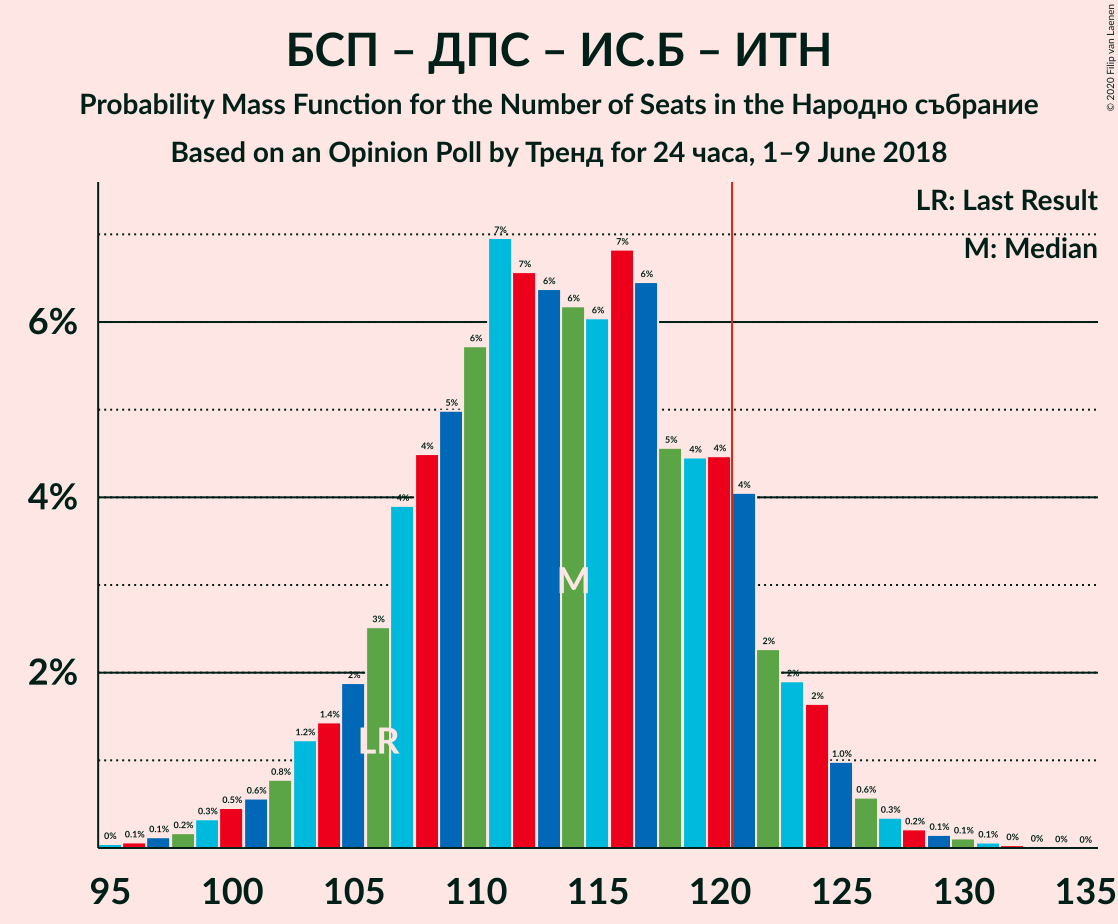 БСП – ДПС – ИС.Б – ИТН
Probability Mass Function for the Number of Seats in the Народно събрание
Based on an Opinion Poll by Тренд for 24 часа, 1–9 June 2018
© 2020 Filip van Laenen
LR: Last Result
M: Median
6%
4%
2%
0% 0.1% 0.1% 0.2% 0.3% 0.5% 0.6% 0.8% 1.2% 1.4% 2% 3% 4% 4% 5% 6% 7% 7% 6% 6% 6% 7% 6% 5% 4% 4% 4% 2% 2% 2% 1.0% 0.6% 0.3% 0.2% 0.1% 0.1% 0.1% 0% 0% 0% 0%
M
LR
95 100 105 110 115 120 125 130 135